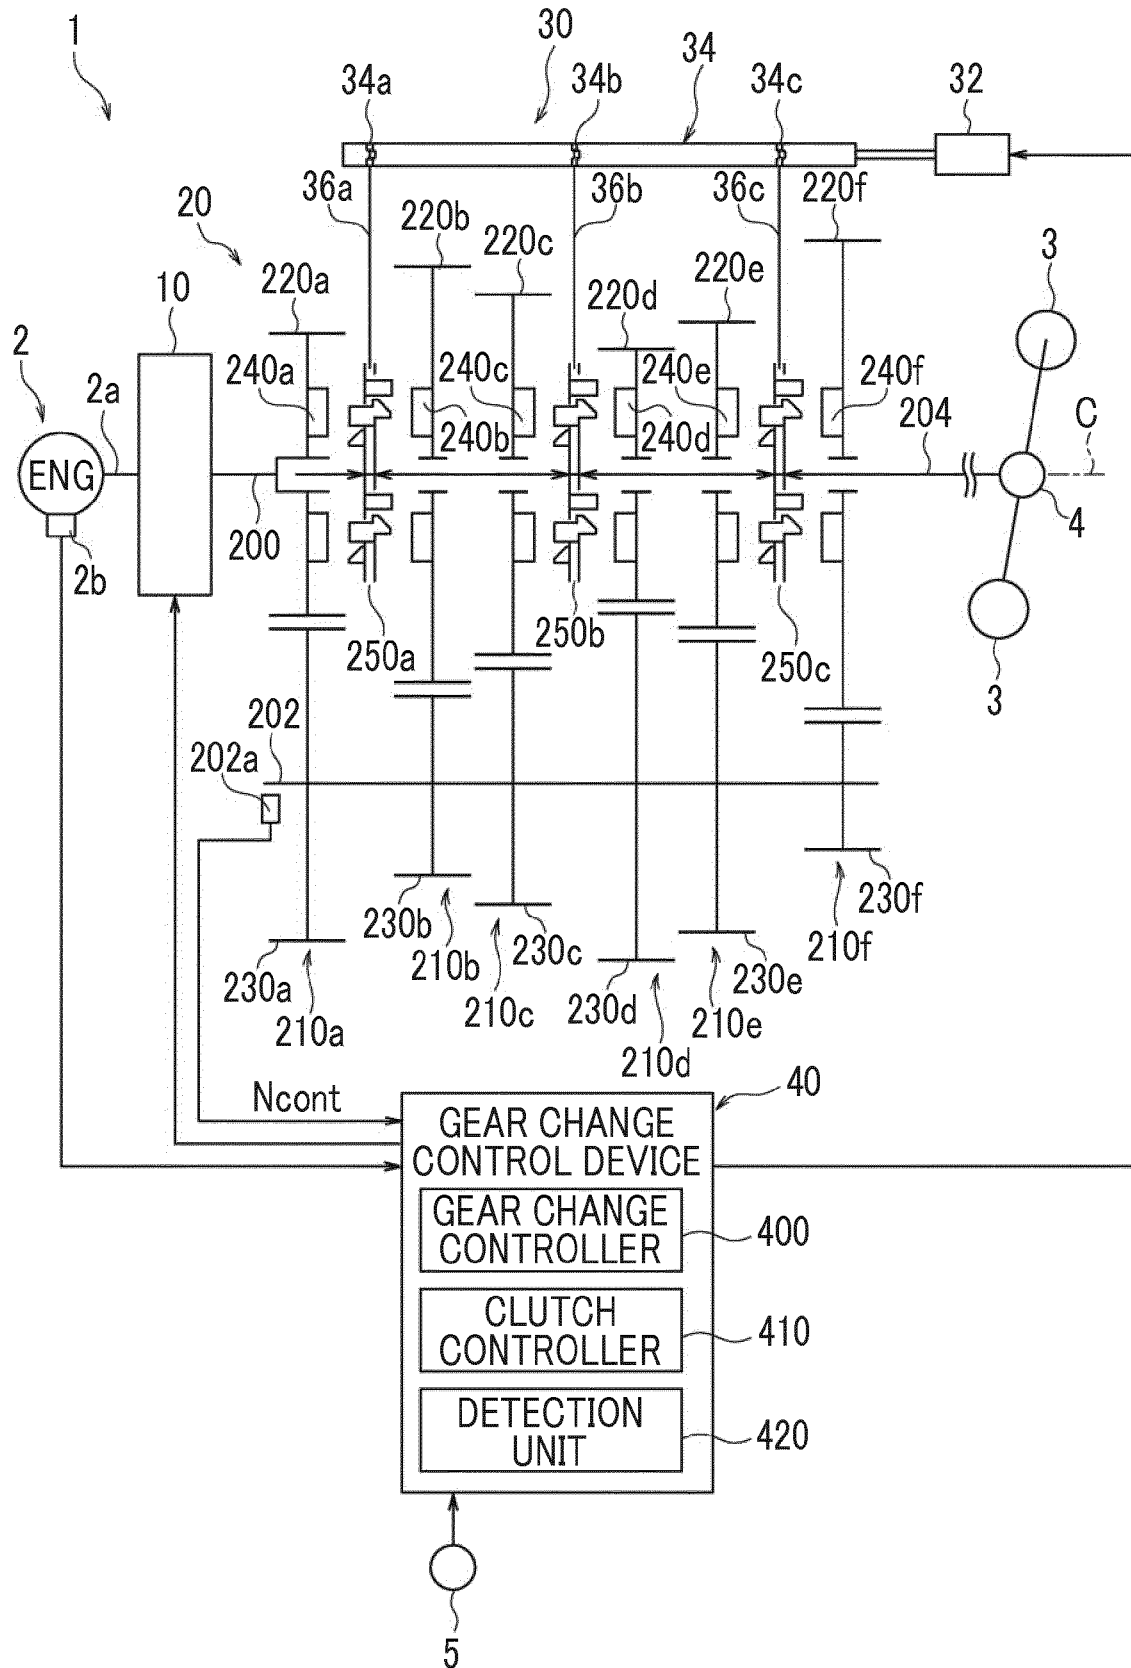 1
30
34
34a
34b
34c
32
36a
36b
36c
220f
20
220b
220c
220a
220d
220e
3
10
2
2a
240a
240c
240e
240f
204
C
ENG
240b
240d
200
4
2b
250a
250b
250c
3
202
202a
230b
210b
230c
230f
210f
230a
210a
210c
230d
210d
230e
210e
Ncont
40
GEAR CHANGE
CONTROL DEVICE
GEAR CHANGE
CONTROLLER
400
CLUTCH
CONTROLLER
410
DETECTION
UNIT
420
5